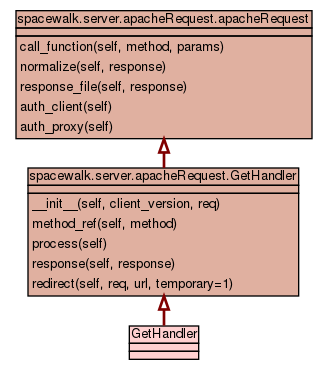 spacewalk.server.apacheRequest.apacheRequest
call_function(self, method, params)
normalize(self, response)
response_file(self, response)
auth_client(self)
auth_proxy(self)
spacewalk.server.apacheRequest.GetHandler
__init__(self, client_version, req)
method_ref(self, method)
process(self)
response(self, response)
redirect(self, req, url, temporary=1)
GetHandler